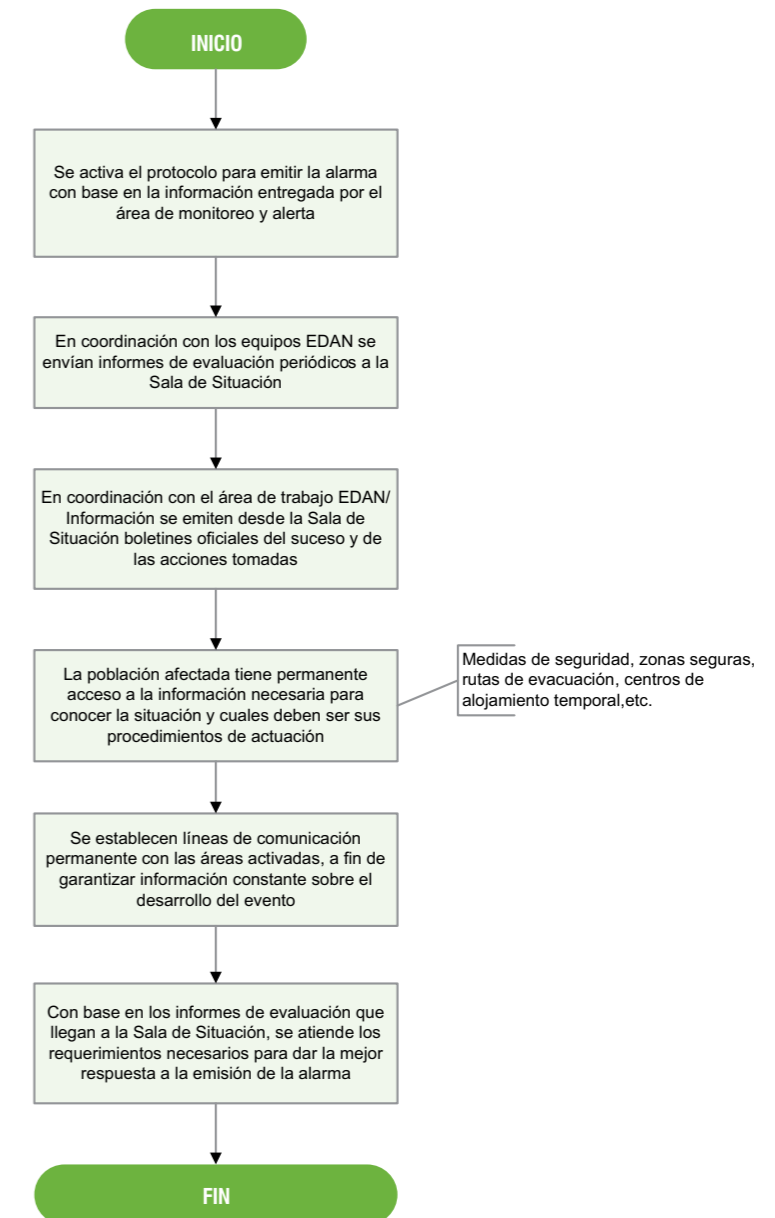 INICIO
Se activa el protocolo para emitir la alarma
con base en la información entregada por el
área de monitoreo y alerta
En coordinación con los equipos EDAN se
envían informes de evaluación periódicos a la
Sala de Situación
En coordinación con el área de trabajo EDAN/
Información se emiten desde la Sala de
Situación boletines oficiales del suceso y de
las acciones tomadas
La población afectada tiene permanente
acceso a la información necesaria para
conocer la situación y cuales deben ser sus
procedimientos de actuación
Medidas de seguridad, zonas seguras,
rutas de evacuación, centros de
alojamiento temporal,etc.
Se establecen líneas de comunicación
permanente con las áreas activadas, a fin de
garantizar información constante sobre el
desarrollo del evento
Con base en los informes de evaluación que
llegan a la Sala de Situación, se atiende los
requerimientos necesarios para dar la mejor
respuesta a la emisión de la alarma
FIN